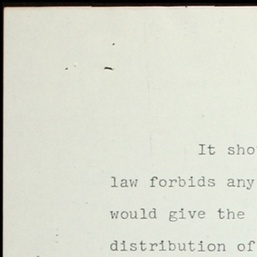 It sho
law forbids any
would give the
distribution of